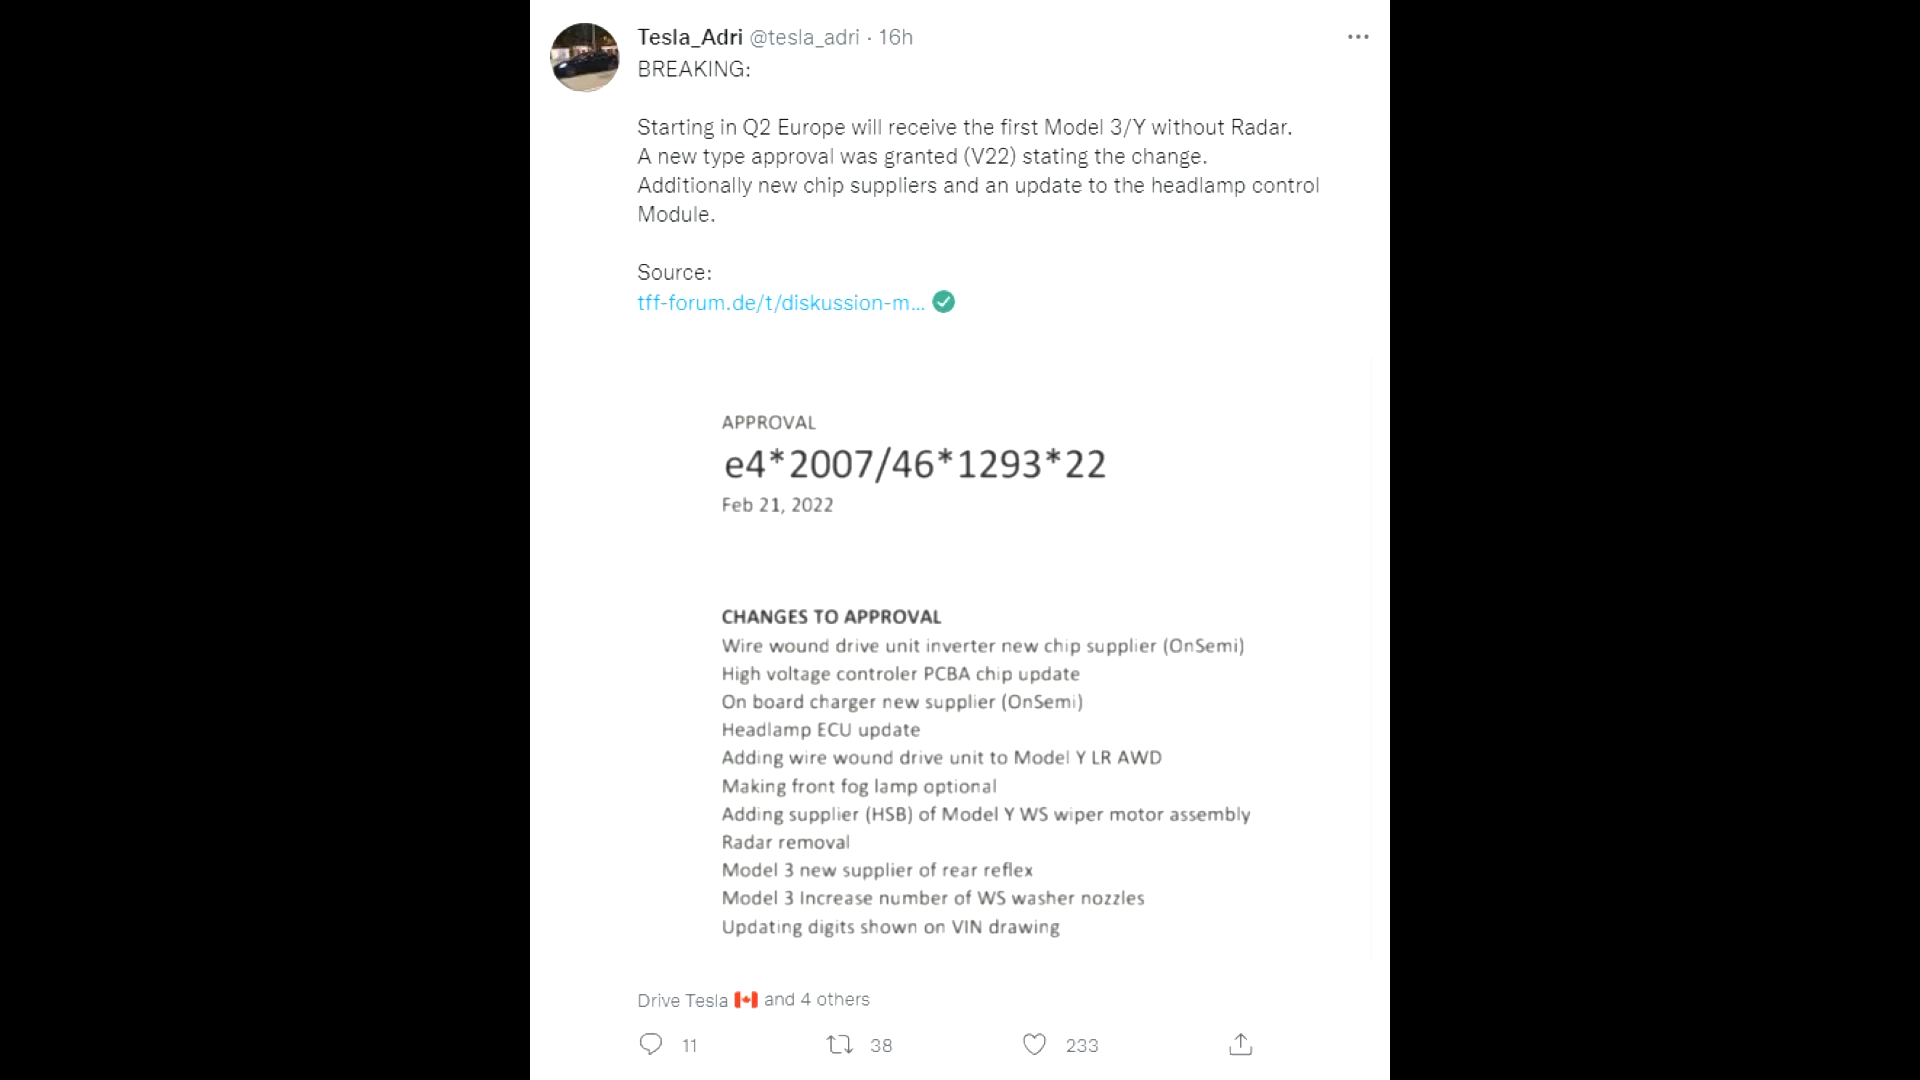 Tesla_Adri @tesla_adri · 16h
BREAKING:
Starting in Q2 Europe will receive the first Model 3/Y without Radar.
A new type approval was granted (V22) stating the change.
Additionally new chip suppliers and an update to the headlamp control
Module.
Source:
tff-forum.de/t/diskussion-m...
APPROVAL
e4*2007/46*1293*22
Feb 21, 2022
CHANGES TO APPROVAL
Wire wound drive unit inverter new chip supplier (OnSemi)
High voltage controler PCBA chip update
On board charger new supplier (OnSemi)
Headlamp ECU update
Adding wire wound drive unit to Model Y LR AWD
Making front fog lamp optional
Adding supplier (HSB) of Model Y WS wiper motor assembly
Radar removal
Model 3 new supplier of rear reflex
Model 3 Increase number of WS washer nozzles
Updating digits shown on VIN drawing
Drive Tesla 🇨🇦 and 4 others
11 38 233